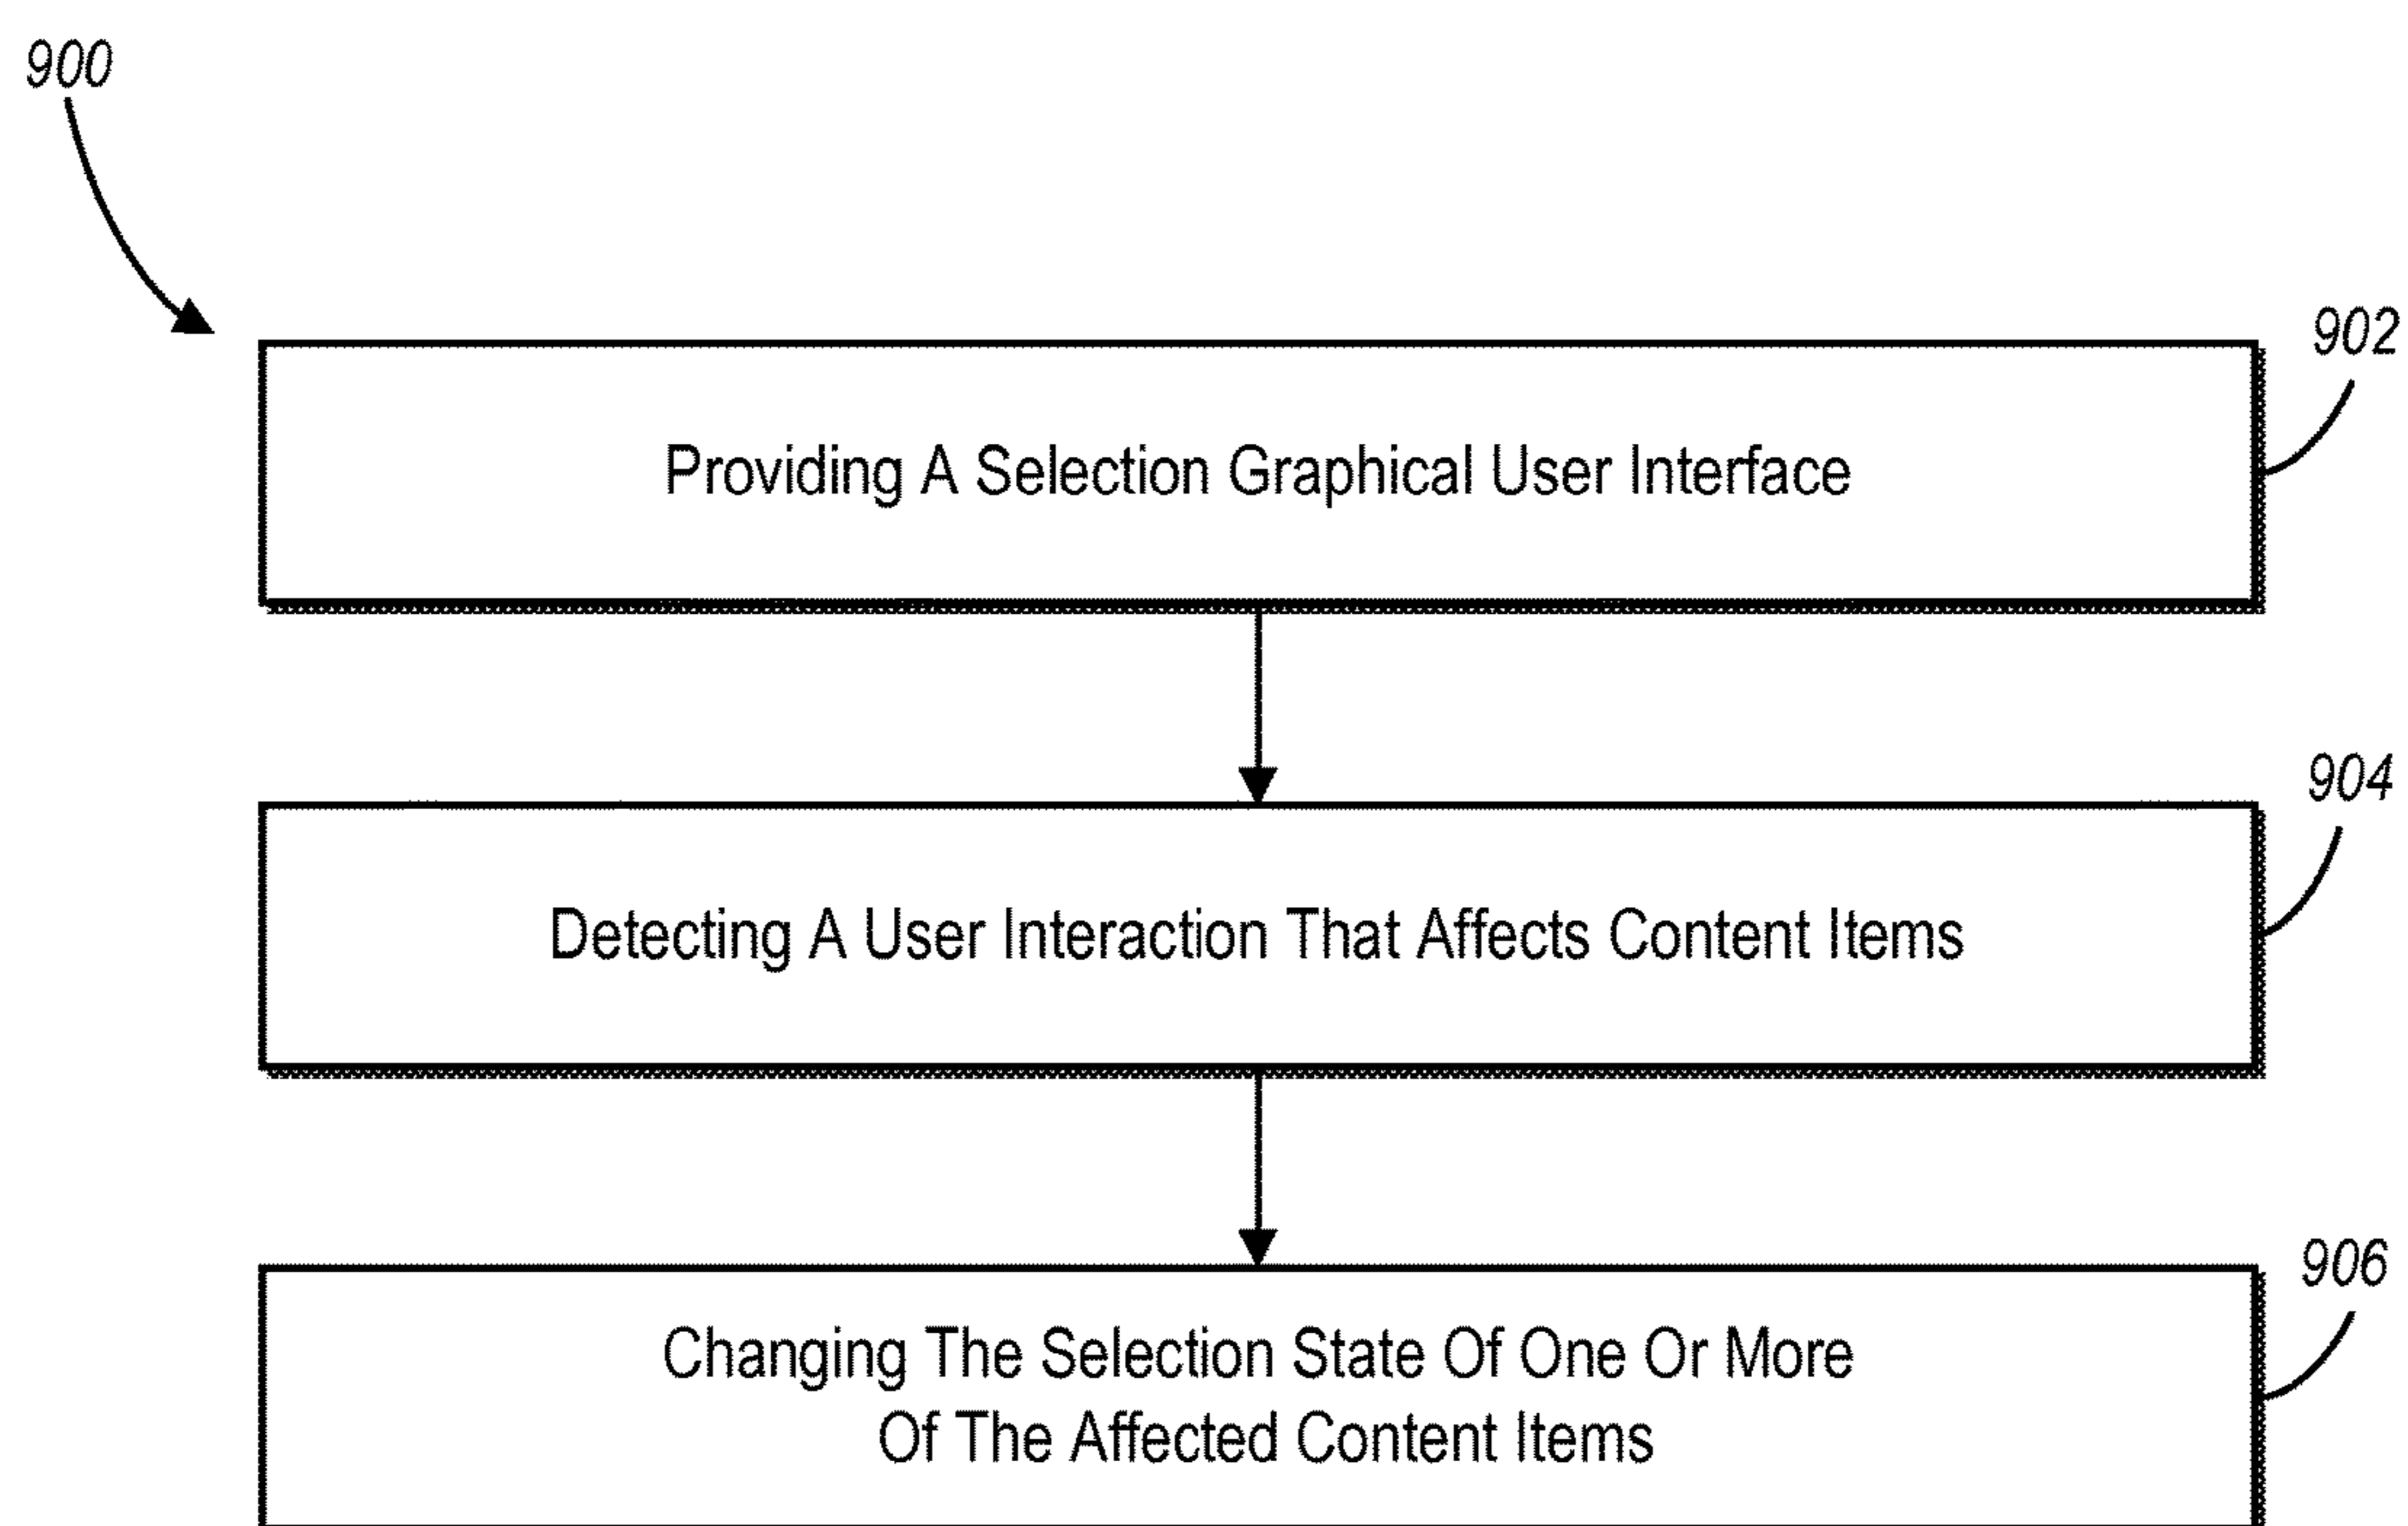 900
902
Providing A Selection Graphical User Interface
904
Detecting A User Interaction That Affects Content Items
906
Changing The Selection State Of One Or More
Of The Affected Content Items